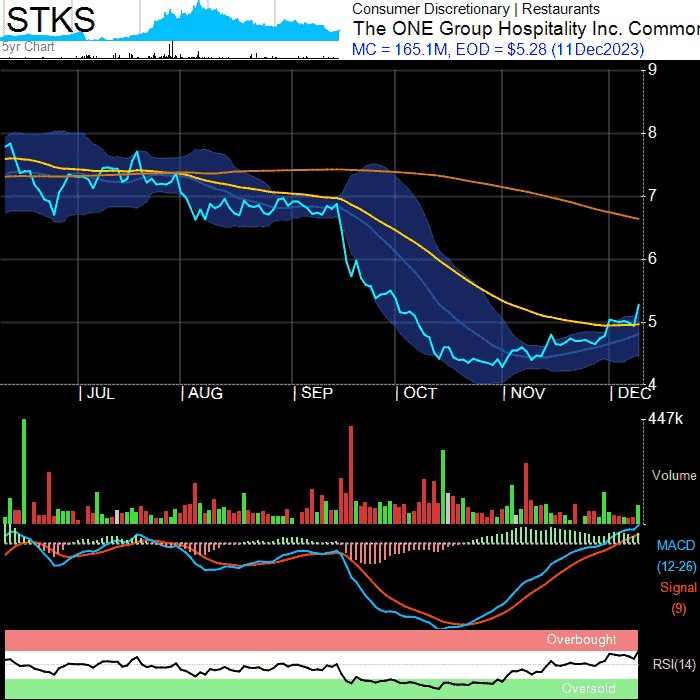 STKS
5yr Chart
Consumer Discretionary | Restaurants
The ONE Group Hospitality Inc. Common
MC = 165.1M, EOD = $5.28 (11Dec2023)
9
8
7
6
5
4
JUL AUG SEP OCT NOV DEC
447k
Volume
MACD
(12-26)
Signal
(9)
Overbought
RSI(14)
Oversold